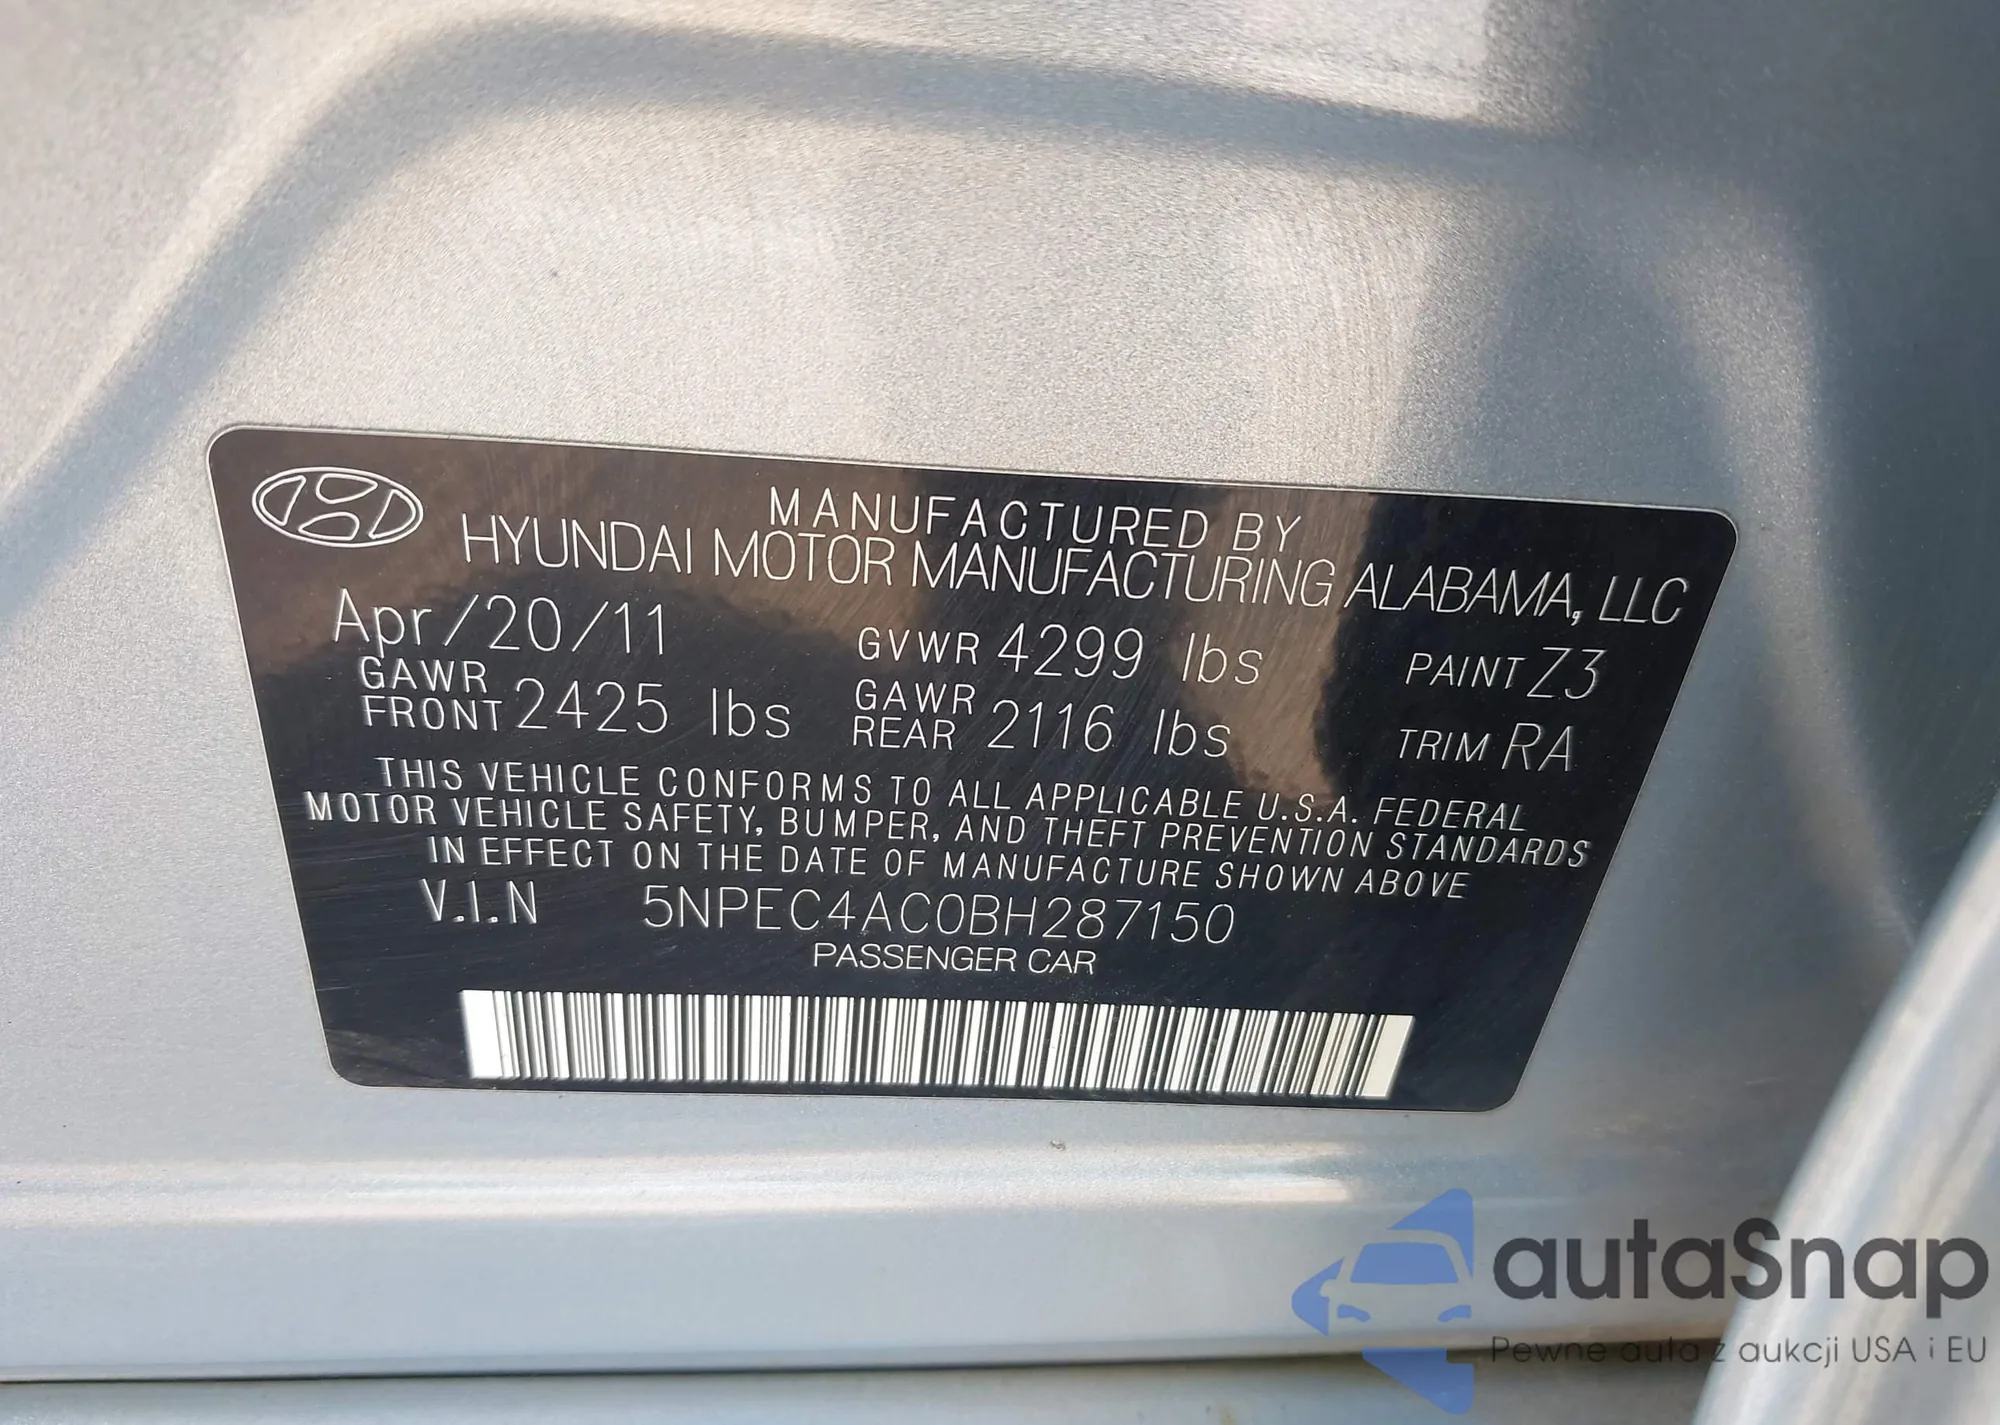 MANUFACTURED BY
HYUNDAI MOTOR MANUFACTURING ALABAMA, LLC
Apr/20/11 GVWR 4299 lbs PAINT Z3
GAWR FRONT 2425 lbs GAWR REAR 2116 lbs TRIM RA
THIS VEHICLE CONFORMS TO ALL APPLICABLE U.S.A. FEDERAL
MOTOR VEHICLE SAFETY, BUMPER, AND THEFT PREVENTION STANDARDS
IN EFFECT ON THE DATE OF MANUFACTURE SHOWN ABOVE
V.I.N 5NPEC4AC0BH287150
PASSENGER CAR
autaSnap
Pewne auta z aukcji USA i EU